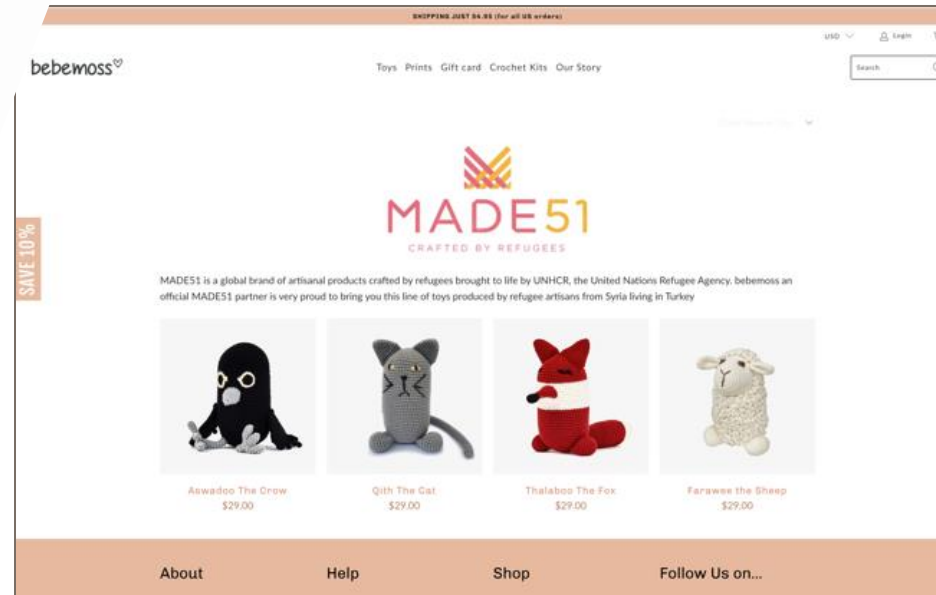 SHIPPING JUST $4.95 (for all US orders)
USD
Login
bebemoss
Toys Prints Gift card Crochet Kits Our Story
Search
SAVE 10%
MADE51
CRAFTED BY REFUGEES
MADE51 is a global brand of artisanal products crafted by refugees brought to life by UNHCR, the United Nations Refugee Agency. bebemoss an
official MADE51 partner is very proud to bring you this line of toys produced by refugee artisans from Syria living in Turkey
Aswadoo The Crow
$29.00
Qith The Cat
$29.00
Thalaboo The Fox
$29.00
Farawee the Sheep
$29.00
About
Help
Shop
Follow Us on...